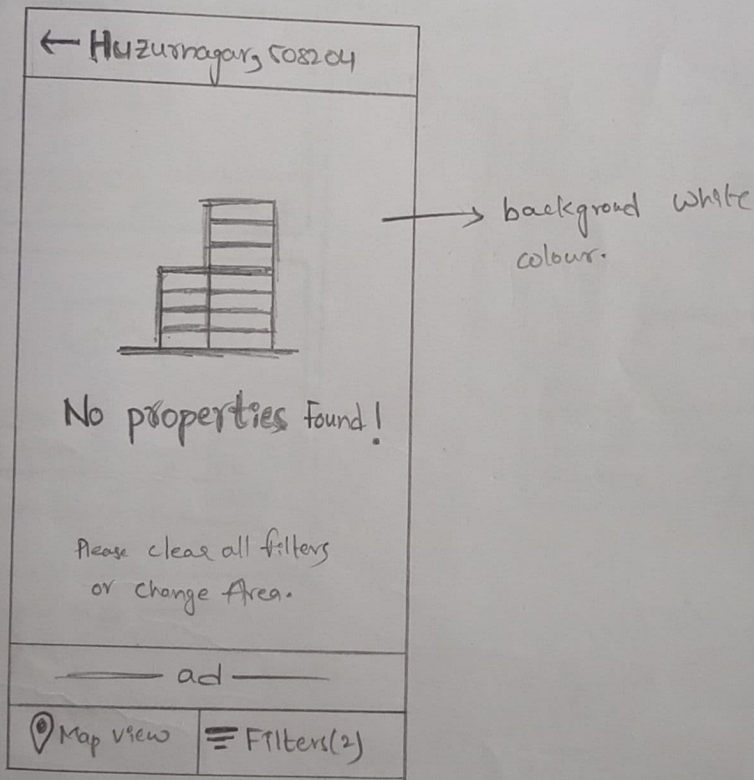 ← Huzurnagar, 508204
backgroud white
colour.
No properties found!
Please clear all filters
or change Area.
ad
Map view
Filters(2)